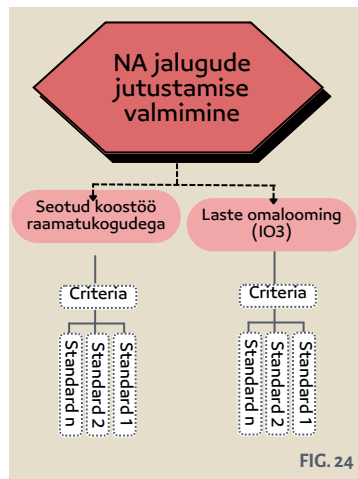 NA jalugude
jutustamise
valmimine
Seotud koostöö
raamatukogudega
Laste omalooming
(IO3)
Criteria
Criteria
Standard n
Standard 2
Standard 1
Standard n
Standard 2
Standard 1
FIG. 24